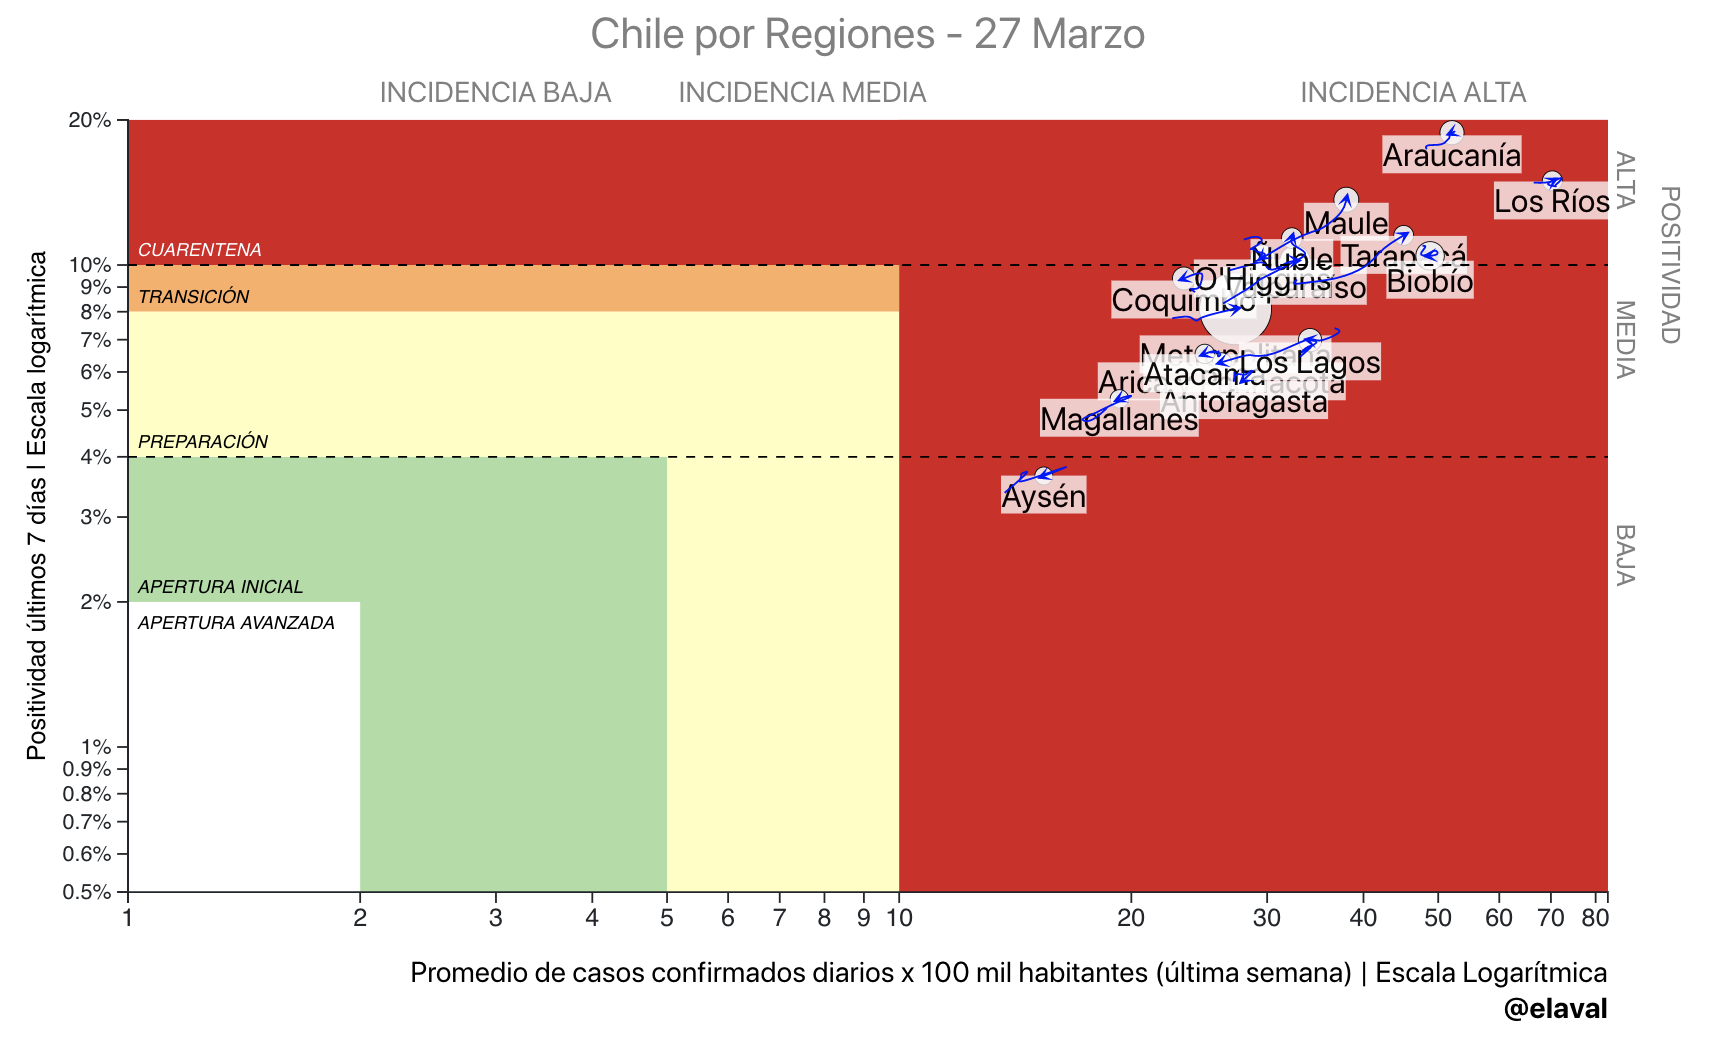 Chile por Regiones - 27 Marzo
INCIDENCIA BAJA
INCIDENCIA MEDIA
INCIDENCIA ALTA
20%
10%
9%
8%
7%
6%
5%
4%
3%
2%
1%
0.9%
0.8%
0.7%
0.6%
0.5%
Positividad últimos 7 días | Escala logarítmica
CUARENTENA
TRANSICIÓN
PREPARACIÓN
APERTURA INICIAL
APERTURA AVANZADA
Araucanía
Los Ríos
Maule
Ñuble
Tarapacá
O'Higgins
Biobío
Coquimbo
Los Lagos
Atacama
Antofagasta
Magallanes
Aysén
ALTA
MEDIA
BAJA
POSITIVIDAD
1 2 3 4 5 6 7 8 9 10 20 30 40 50 60 70 80
Promedio de casos confirmados diarios x 100 mil habitantes (última semana) | Escala Logarítmica
@elaval